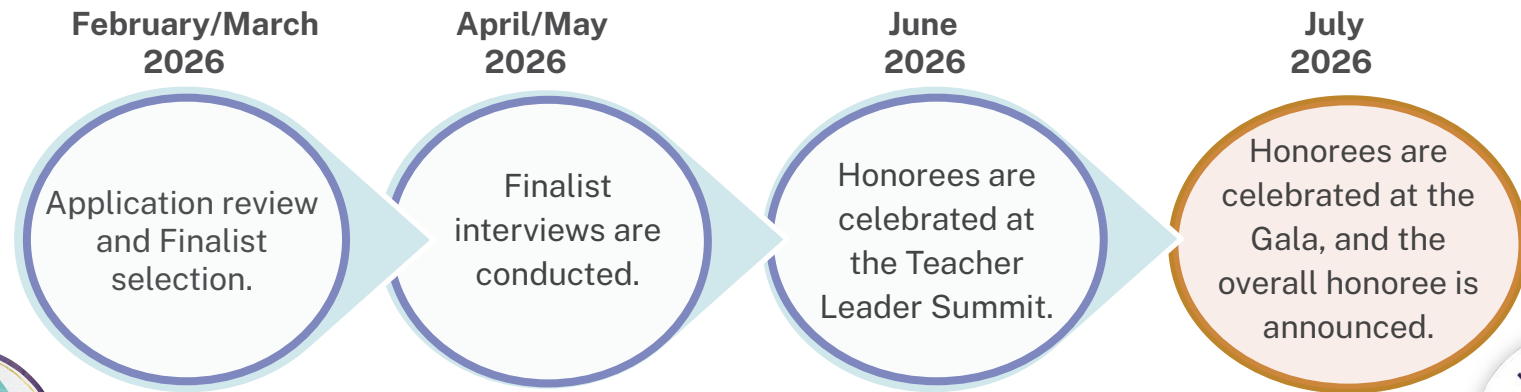 February/March
2026
Application review
and Finalist
selection.
April/May
2026
Finalist
interviews are
conducted.
June
2026
Honorees are
celebrated at
the Teacher
Leader Summit.
July
2026
Honorees are
celebrated at the
Gala, and the
overall honoree is
announced.